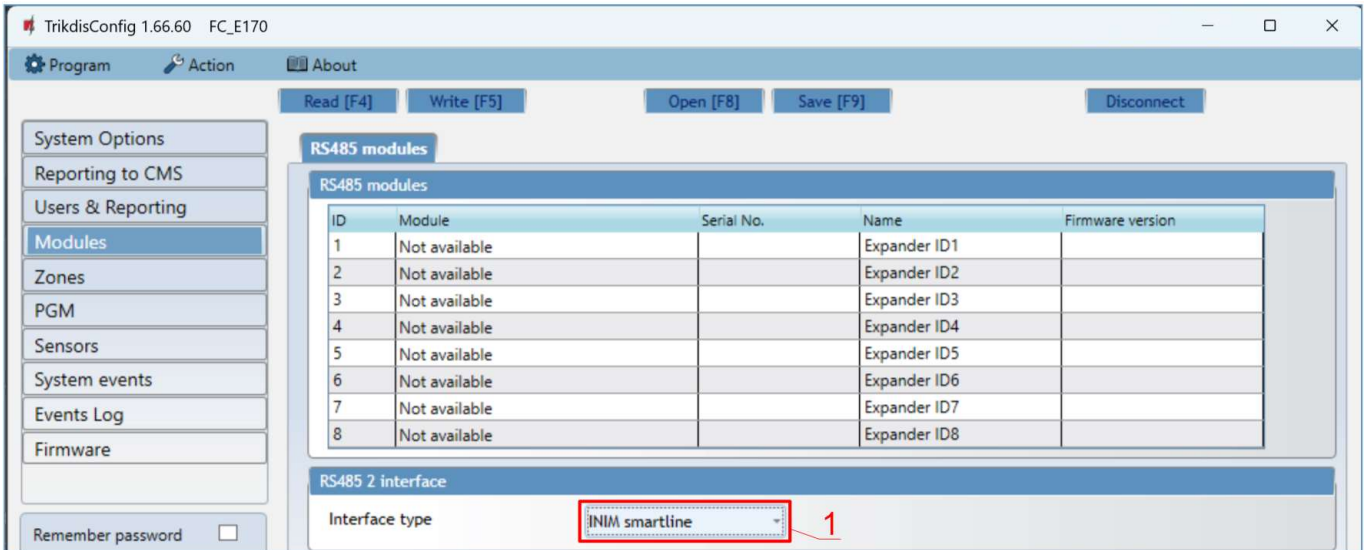 TrikdisConfig 1.66.60 FC_E170
Program Action About
Read [F4] Write [F5] Open [F8] Save [F9] Disconnect
System Options
Reporting to CMS
Users & Reporting
Modules
Zones
PGM
Sensors
System events
Events Log
Firmware
Remember password
RS485 modules
RS485 modules
ID Module Serial No. Name Firmware version
1 Not available Expander ID1
2 Not available Expander ID2
3 Not available Expander ID3
4 Not available Expander ID4
5 Not available Expander ID5
6 Not available Expander ID6
7 Not available Expander ID7
8 Not available Expander ID8
RS485 2 interface
Interface type INIM smartline 1